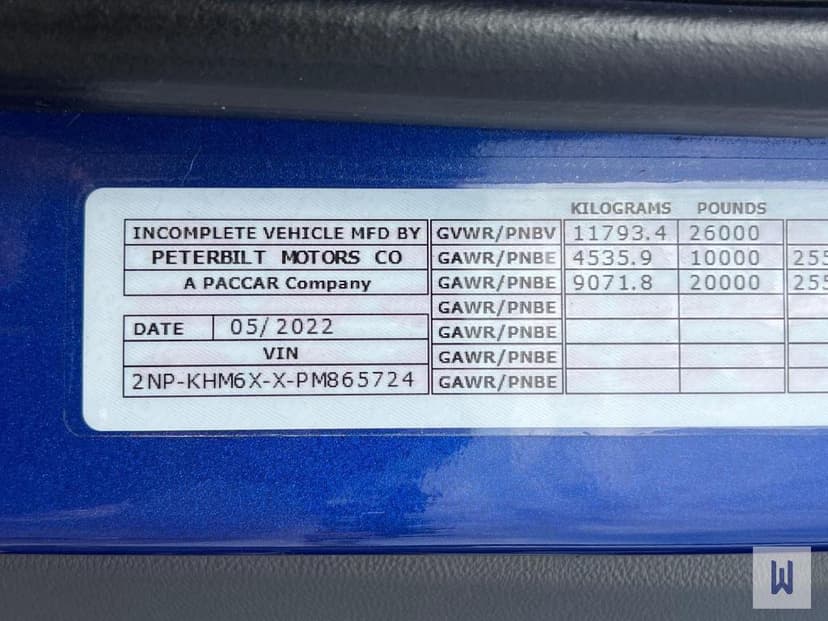 KILOGRAMS POUNDS
INCOMPLETE VEHICLE MFD BY GVWR/PNBV 11793.4 26000
PETERBILT MOTORS CO GAWR/PNBE 4535.9 10000 255
A PACCAR Company GAWR/PNBE 9071.8 20000 255
GAWR/PNBE
DATE 05/2022 GAWR/PNBE
VIN GAWR/PNBE
2NP-KHM6X-X-PM865724 GAWR/PNBE
W